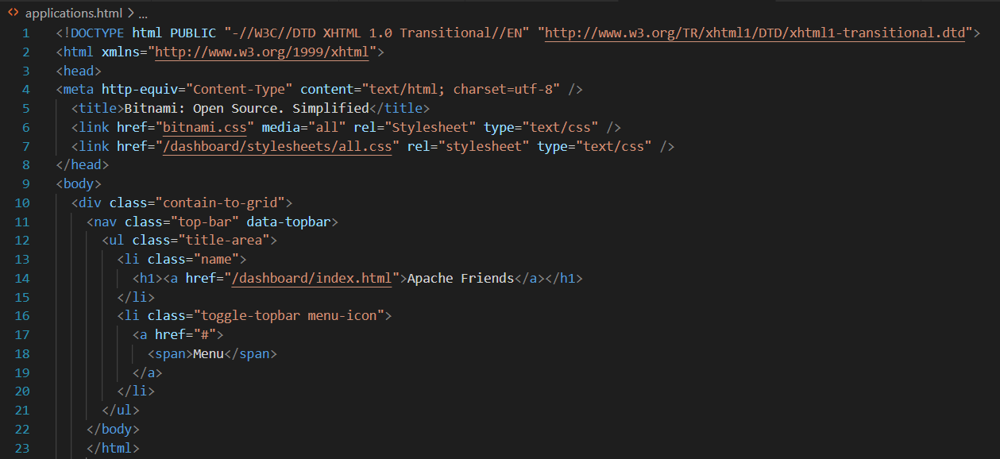 applications.html > ...
1 <!DOCTYPE html PUBLIC "-//W3C//DTD XHTML 1.0 Transitional//EN" "http://www.w3.org/TR/xhtml1/DTD/xhtml1-transitional.dtd">
2 <html xmlns="http://www.w3.org/1999/xhtml">
3 <head>
4 <meta http-equiv="Content-Type" content="text/html; charset=utf-8" />
5   <title>Bitnami: Open Source. Simplified</title>
6   <link href="bitnami.css" media="all" rel="Stylesheet" type="text/css" />
7   <link href="/dashboard/stylesheets/all.css" rel="stylesheet" type="text/css" />
8 </head>
9 <body>
10   <div class="contain-to-grid">
11     <nav class="top-bar" data-topbar>
12       <ul class="title-area">
13         <li class="name">
14           <h1><a href="/dashboard/index.html">Apache Friends</a></h1>
15         </li>
16         <li class="toggle-topbar menu-icon">
17           <a href="#">
18             <span>Menu</span>
19           </a>
20         </li>
21       </ul>
22     </body>
23     </html>